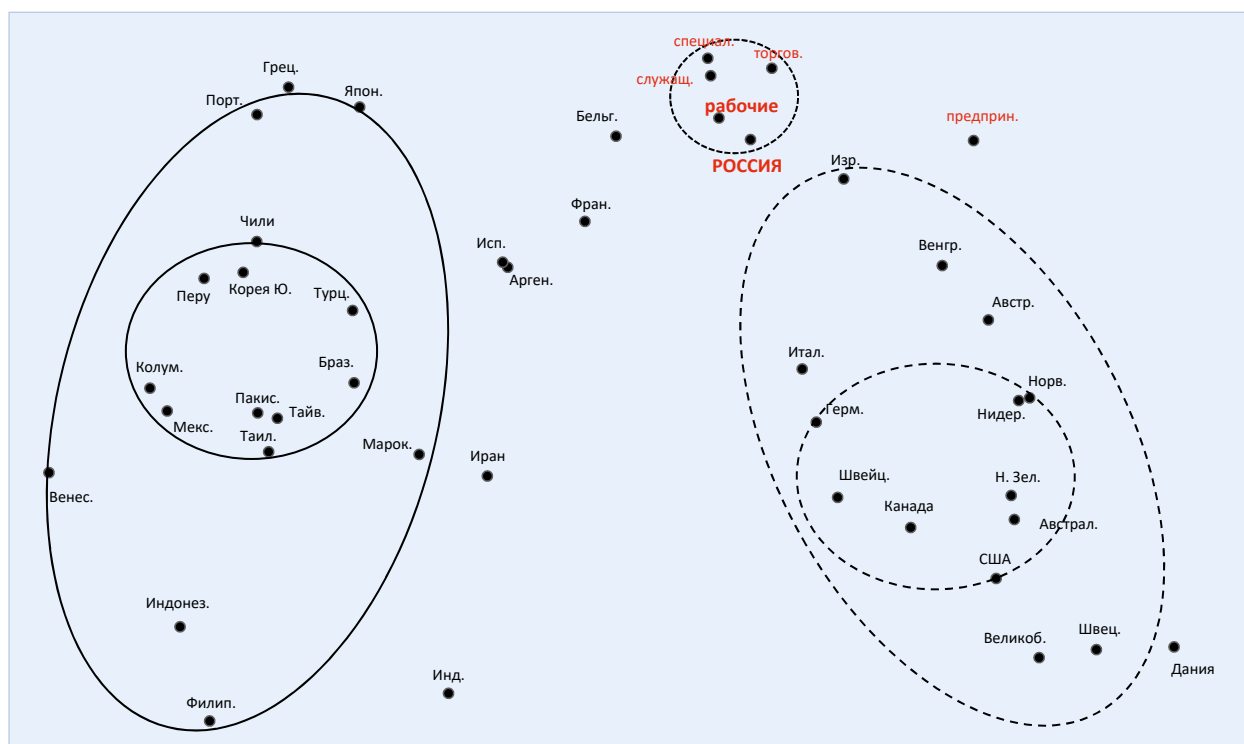 специал.
торгов.
Грец.
служащ.
Япон.
Порт.
рабочие
Бельг.
предприн.
РОССИЯ
Изр.
Фран.
Чили
Исп.
Венгр.
Арген.
Корея Ю.
Перу
Турц.
Австр.
Итал.
Браз.
Колум.
Норв.
Пакис.
Тайв.
Герм.
Нидер.
Мекс.
Таил.
Марок.
Иран
Швейц.
Н. Зел.
Венес.
Канада
Австрал.
США
Индонез.
Швец.
Великоб.
Дания
Инд.
Филип.